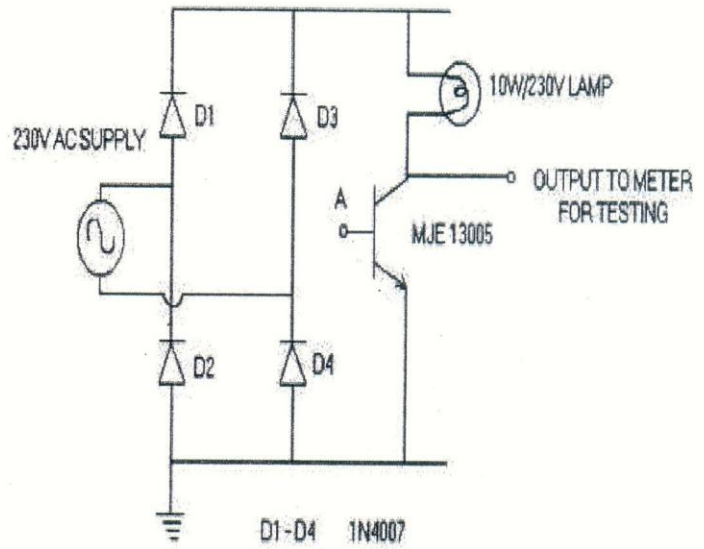 D1
D3
10W/230V LAMP
230V AC SUPPLY
A
OUTPUT TO METER
FOR TESTING
MJE 13005
D2
D4
D1-D4 1N4007